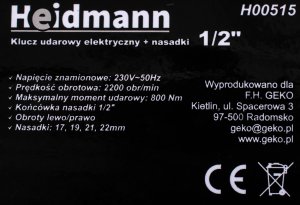 Heidmann
H00515
Klucz udarowy elektryczny + nasadki 1/2"
✓ Napięcie znamionowe: 230V~50Hz
✓ Prędkość obrotowa: 2200 obr/min
✓ Maksymalny moment udarowy: 800 Nm
✓ Końcówka nasadki 1/2"
✓ Obroty lewo/prawo
✓ Nasadki: 17, 19, 21, 22mm
Wyprodukowano dla
F.H. GEKO
Kietlin, ul. Spacerowa 3
97-500 Radomsko
geko@geko.pl
www.geko.pl
CE